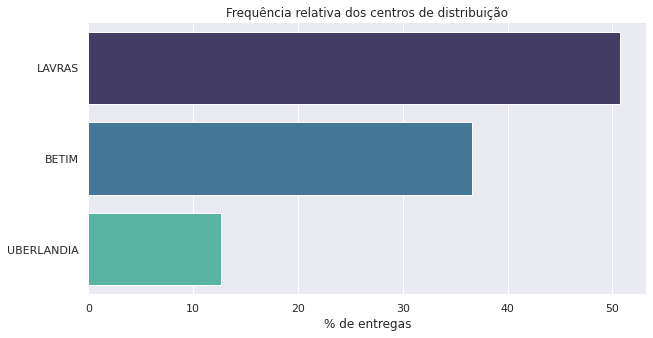 Frequência relativa dos centros de distribuição
LAVRAS
BETIM
UBERLANDIA
0 10 20 30 40 50
% de entregas